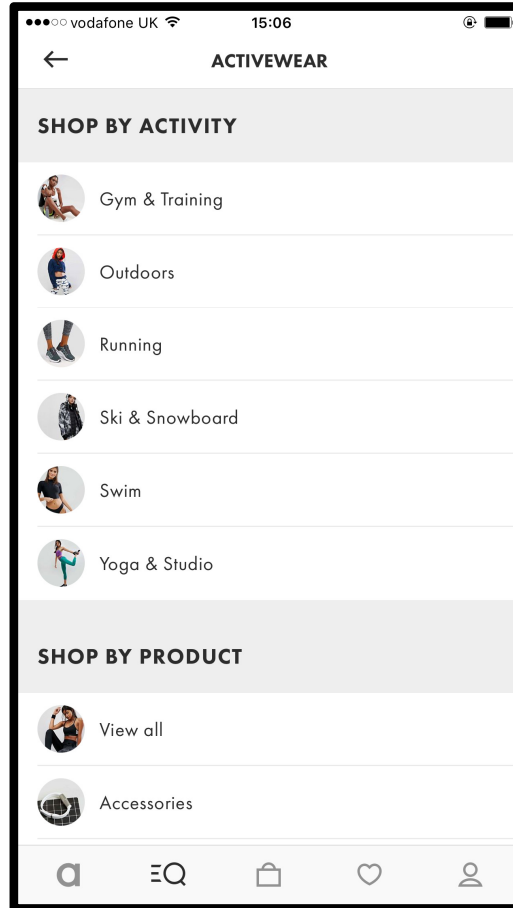 vodafone UK 15:06
ACTIVEWEAR
SHOP BY ACTIVITY
Gym & Training
Outdoors
Running
Ski & Snowboard
Swim
Yoga & Studio
SHOP BY PRODUCT
View all
Accessories
a